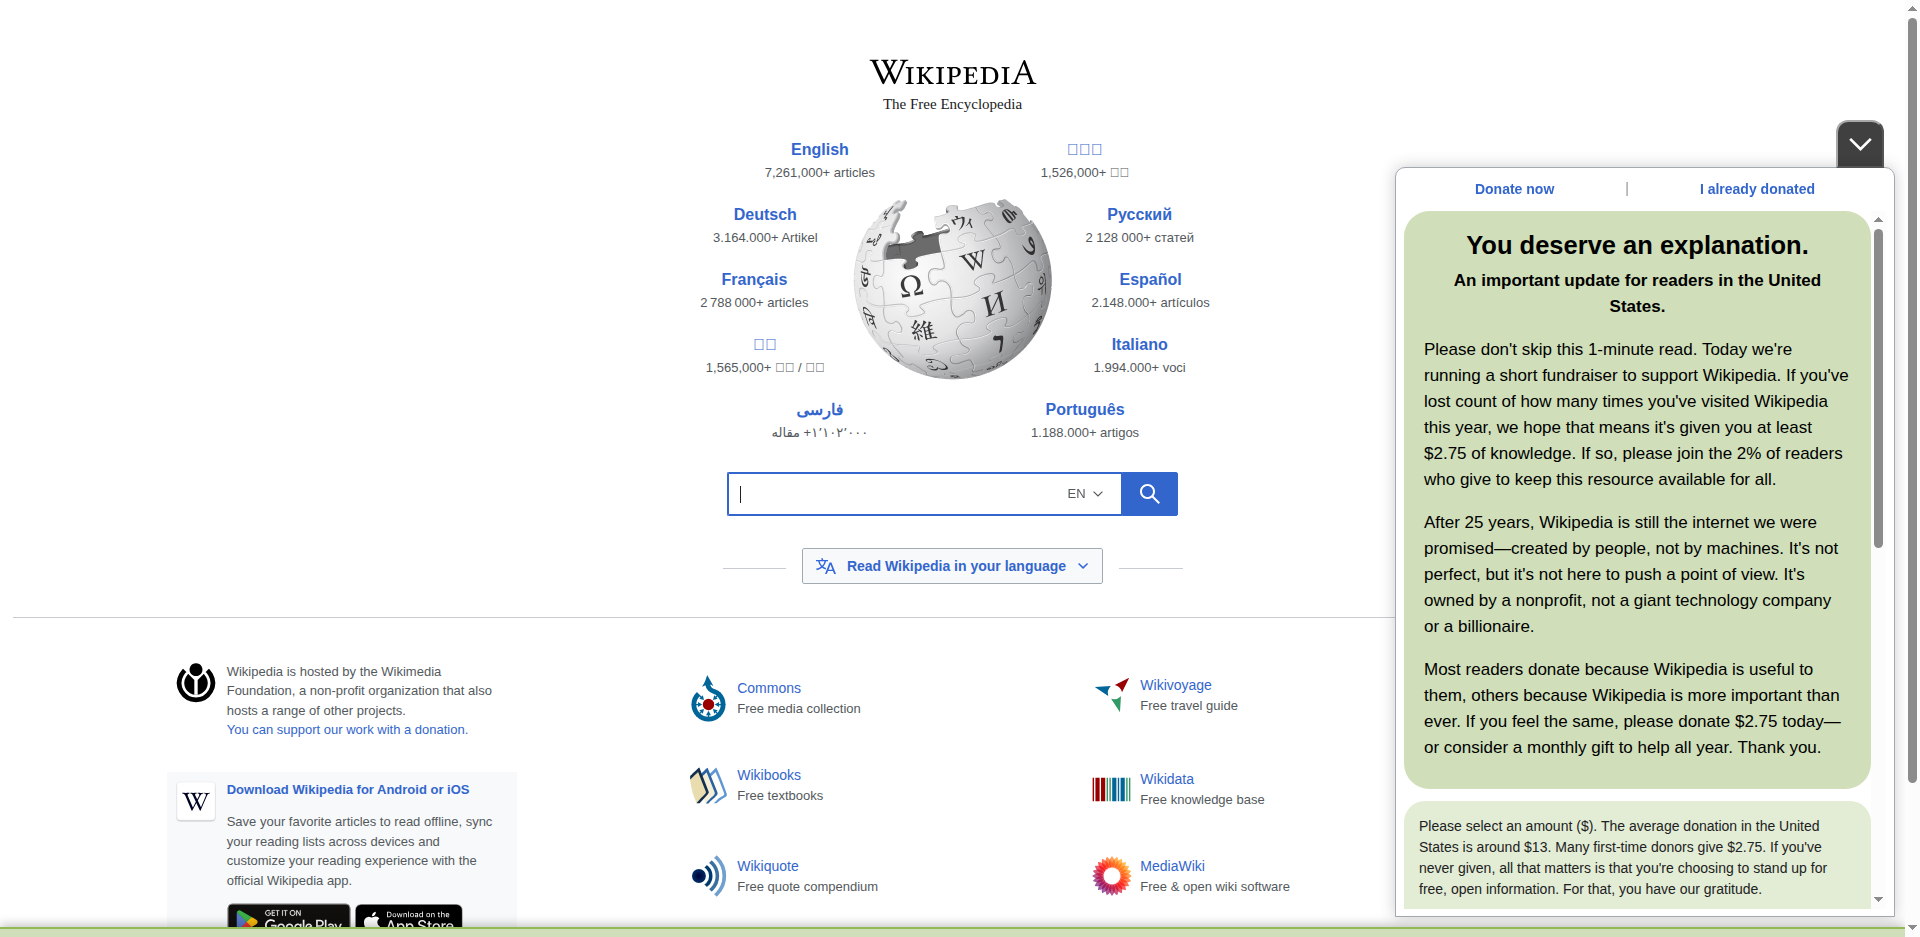 WIKIPEDIA
The Free Encyclopedia
English
7,261,000+ articles
1,526,000+
Deutsch
3.164.000+ Artikel
Русский
2 128 000+ статей
Français
2 788 000+ articles
Español
2.148.000+ artículos
1,565,000+ /
Italiano
1.994.000+ voci
فارسی
۱٬۱۰۲٬۰۰۰+ مقاله
Português
1.188.000+ artigos
Ω
W
И
維
ウィ
EN
Read Wikipedia in your language
Wikipedia is hosted by the Wikimedia
Foundation, a non-profit organization that also
hosts a range of other projects.
You can support our work with a donation.
W
Download Wikipedia for Android or iOS
Save your favorite articles to read offline, sync
your reading lists across devices and
customize your reading experience with the
official Wikipedia app.
GET IT ON
Google Play
Download on the
App Store
Commons
Free media collection
Wikibooks
Free textbooks
Wikiquote
Free quote compendium
Wikivoyage
Free travel guide
Wikidata
Free knowledge base
MediaWiki
Free & open wiki software
Donate now | I already donated
You deserve an explanation.
An important update for readers in the United
States.
Please don't skip this 1-minute read. Today we're
running a short fundraiser to support Wikipedia. If you've
lost count of how many times you've visited Wikipedia
this year, we hope that means it's given you at least
$2.75 of knowledge. If so, please join the 2% of readers
who give to keep this resource available for all.
After 25 years, Wikipedia is still the internet we were
promised—created by people, not by machines. It's not
perfect, but it's not here to push a point of view. It's
owned by a nonprofit, not a giant technology company
or a billionaire.
Most readers donate because Wikipedia is useful to
them, others because Wikipedia is more important than
ever. If you feel the same, please donate $2.75 today—
or consider a monthly gift to help all year. Thank you.
Please select an amount ($). The average donation in the United
States is around $13. Many first-time donors give $2.75. If you've
never given, all that matters is that you're choosing to stand up for
free, open information. For that, you have our gratitude.